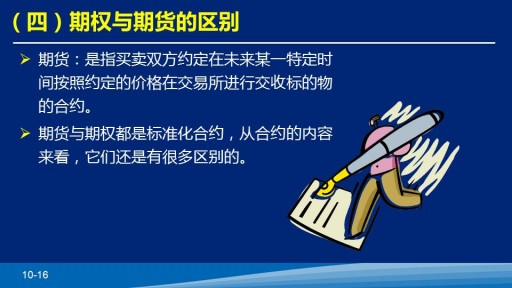 （四）期权与期货的区别
期货：是指买卖双方约定在未来某一特定时
间按照约定的价格在交易所进行交收标的物
的合约。
期货与期权都是标准化合约，从合约的内容
来看，它们还是有很多区别的。
10-16